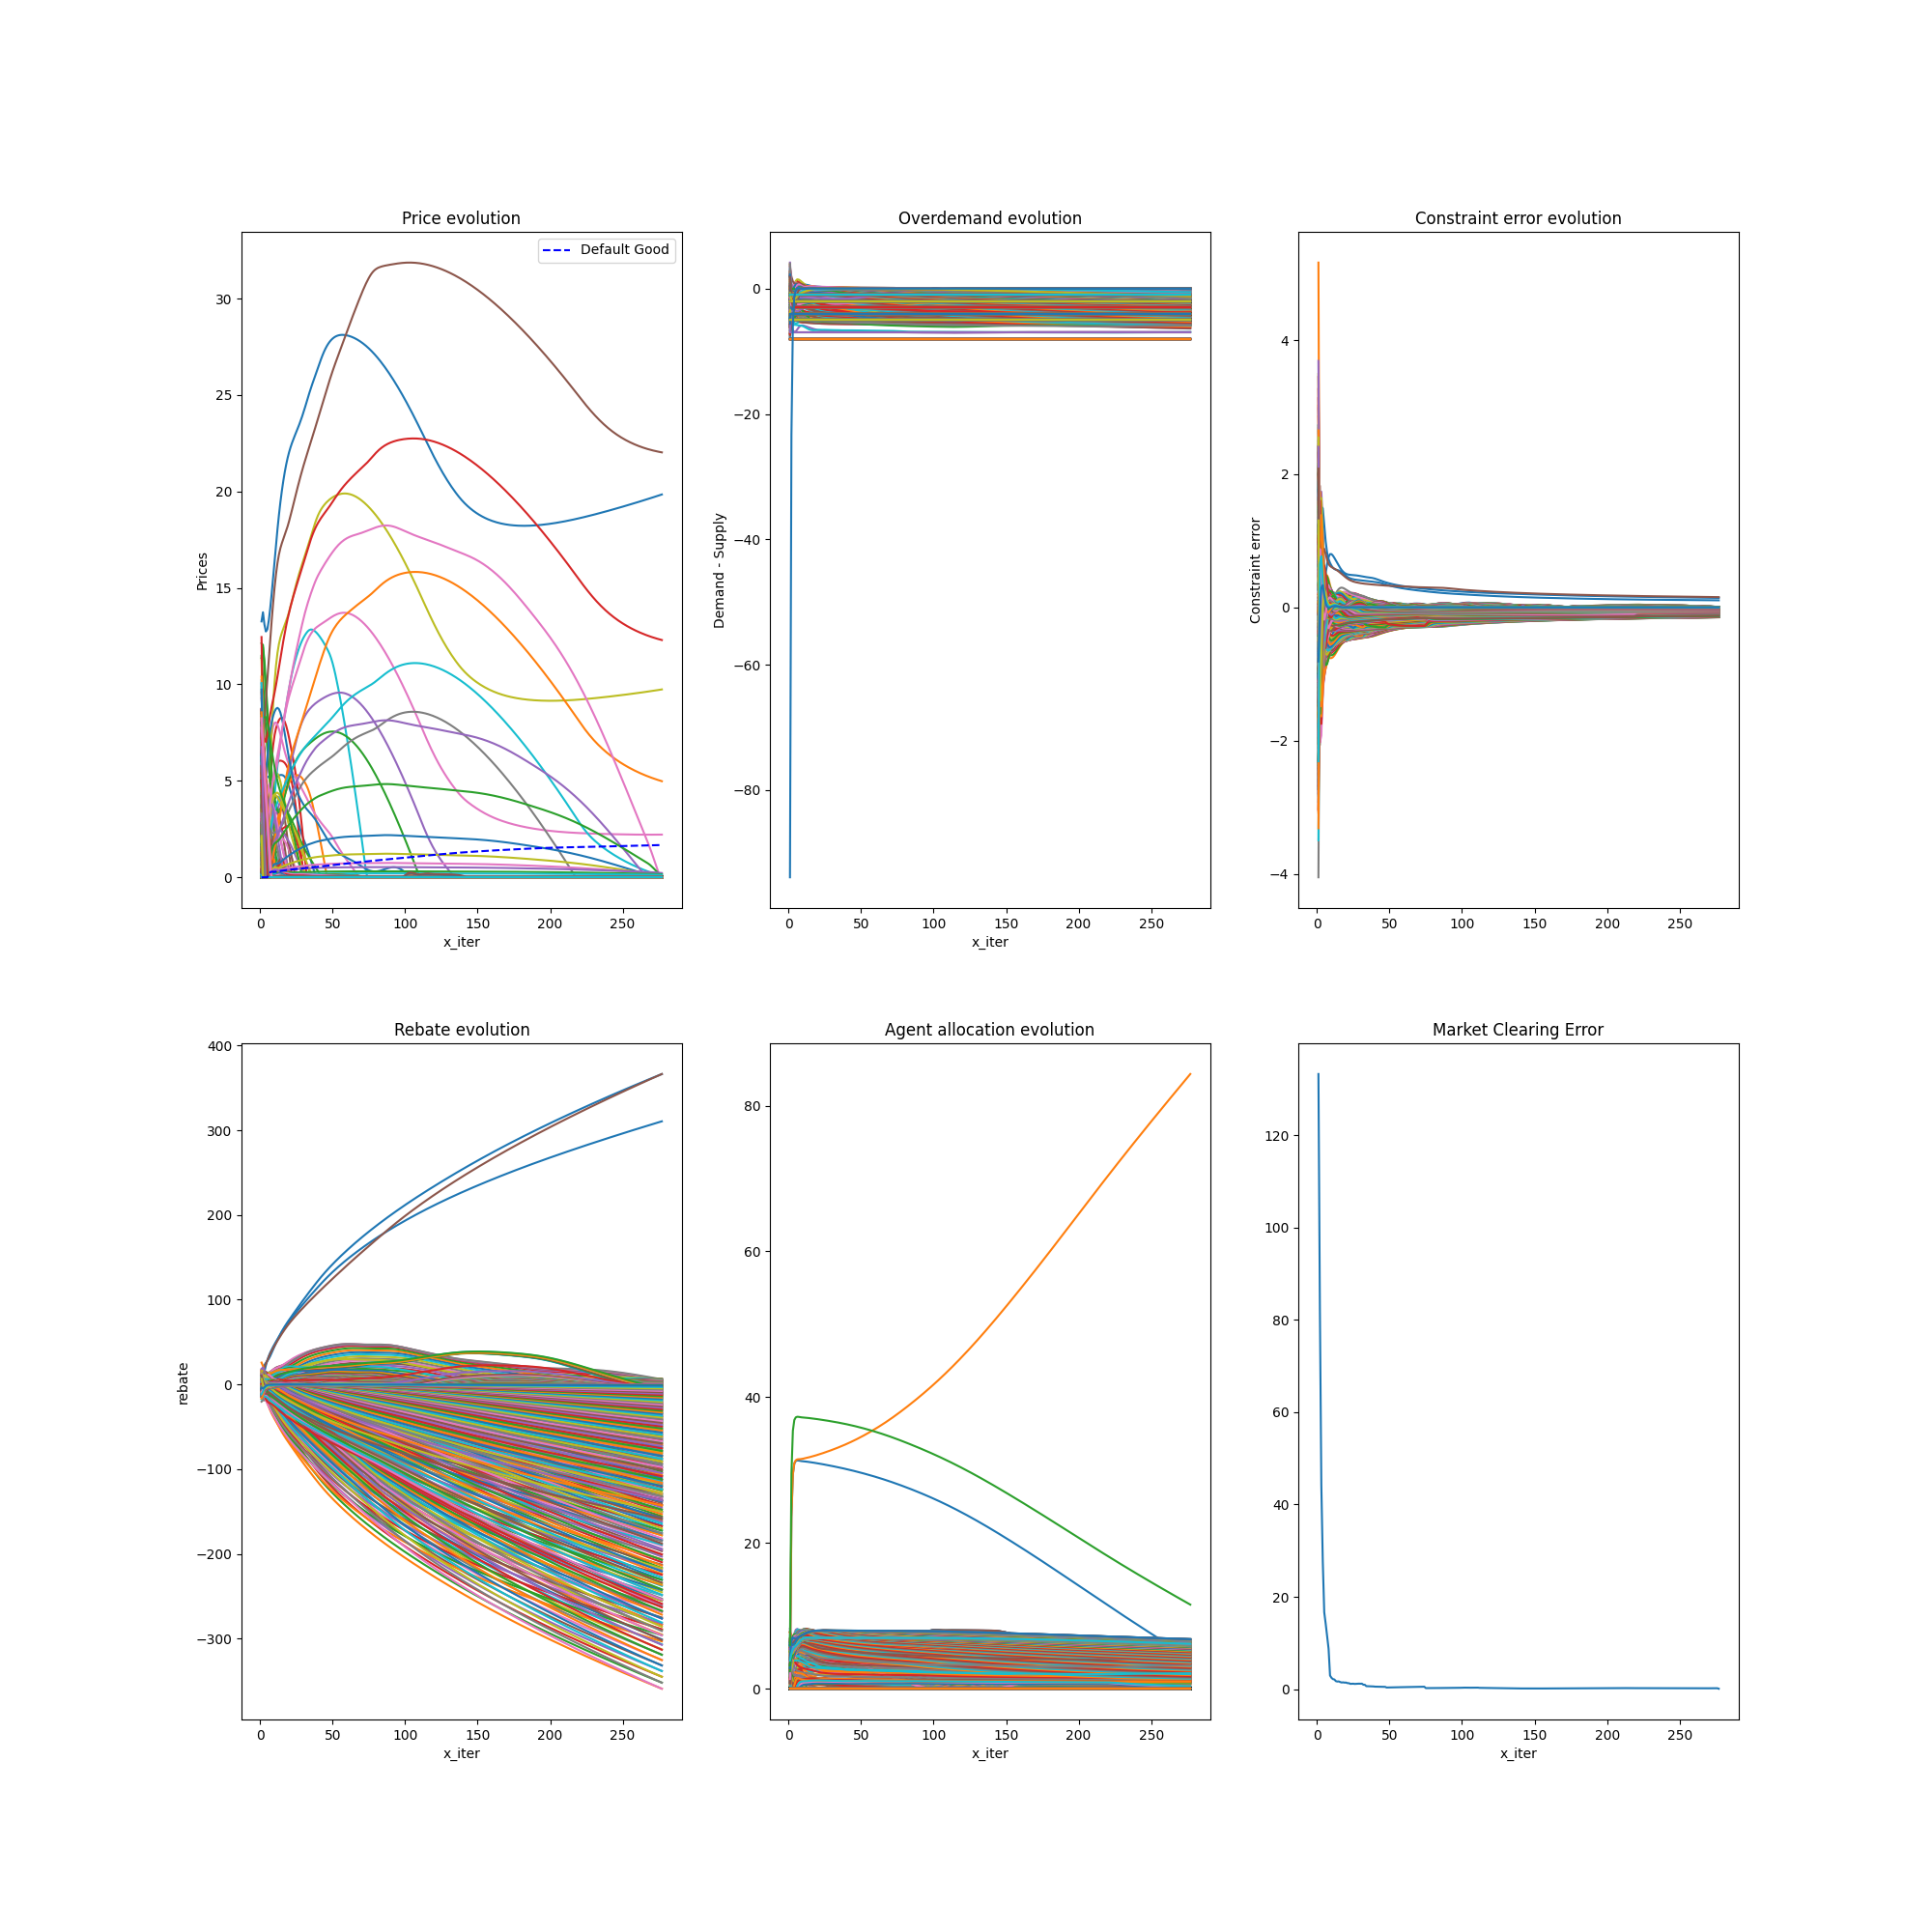 Price evolution
Default Good
Prices
30
25
20
15
10
5
0
0 50 100 150 200 250
x_iter
Overdemand evolution
Demand - Supply
0
−20
−40
−60
−80
0 50 100 150 200 250
x_iter
Constraint error evolution
Constraint error
4
2
0
−2
−4
0 50 100 150 200 250
Rebate evolution
rebate
400
300
200
100
0
−100
−200
−300
0 50 100 150 200 250
x_iter
Agent allocation evolution
80
60
40
20
0
0 50 100 150 200 250
x_iter
Market Clearing Error
120
100
80
60
40
20
0
0 50 100 150 200 250
x_iter